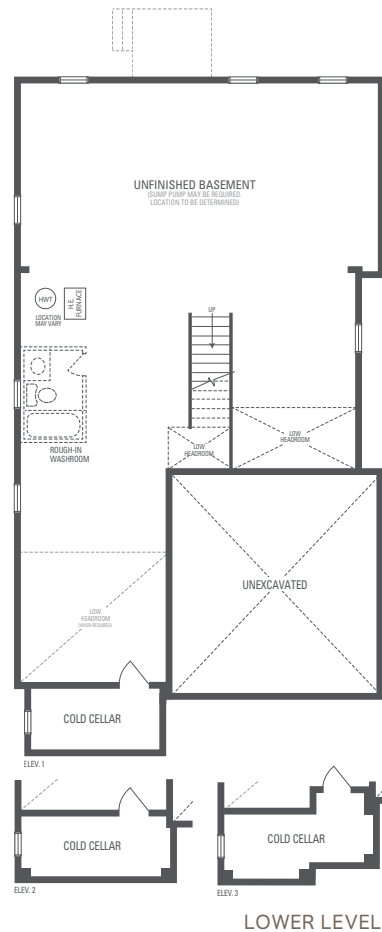 UNFINISHED BASEMENT
(SUMP PUMP MAY BE REQUIRED.
LOCATION TO BE DETERMINED)
HWT
H.E.
FURNACE
LOCATION
MAY VARY
UP
LOW
HEADROOM
LOW
HEADROOM
ROUGH-IN
WASHROOM
UNEXCAVATED
LOW
HEADROOM
(WHEN REQUIRED)
COLD CELLAR
ELEV. 1
COLD CELLAR
ELEV. 2
COLD CELLAR
ELEV. 3
LOWER LEVEL